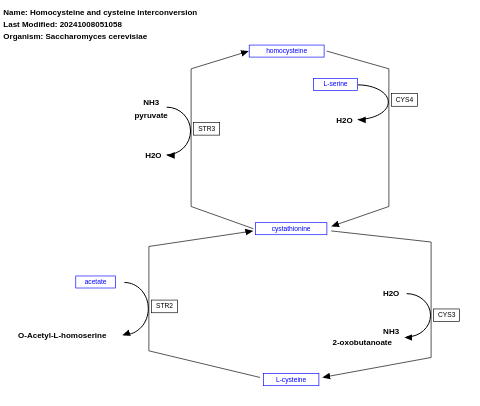 Name: Homocysteine and cysteine interconversion
Last Modified: 20241008051058
Organism: Saccharomyces cerevisiae
homocysteine
L-serine
CYS4
NH3
pyruvate
H2O
STR3
H2O
cystathionine
acetate
STR2
O-Acetyl-L-homoserine
H2O
CYS3
NH3
2-oxobutanoate
L-cysteine